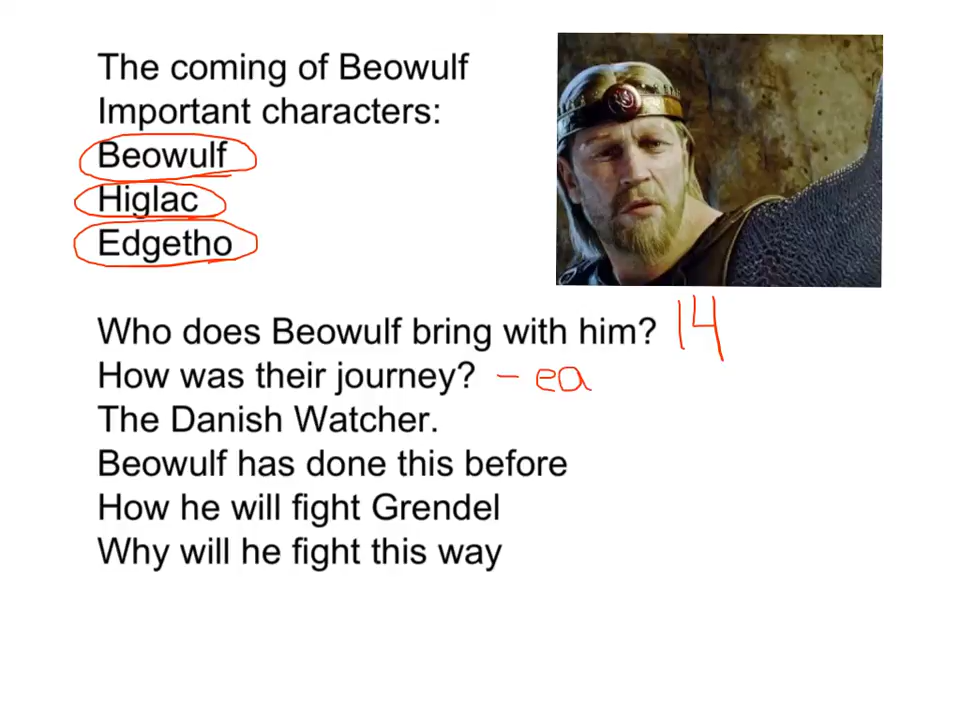 The coming of Beowulf
Important characters:
Beowulf
Higlac
Edgetho
Who does Beowulf bring with him? 14
How was their journey? - ea
The Danish Watcher.
Beowulf has done this before
How he will fight Grendel
Why will he fight this way